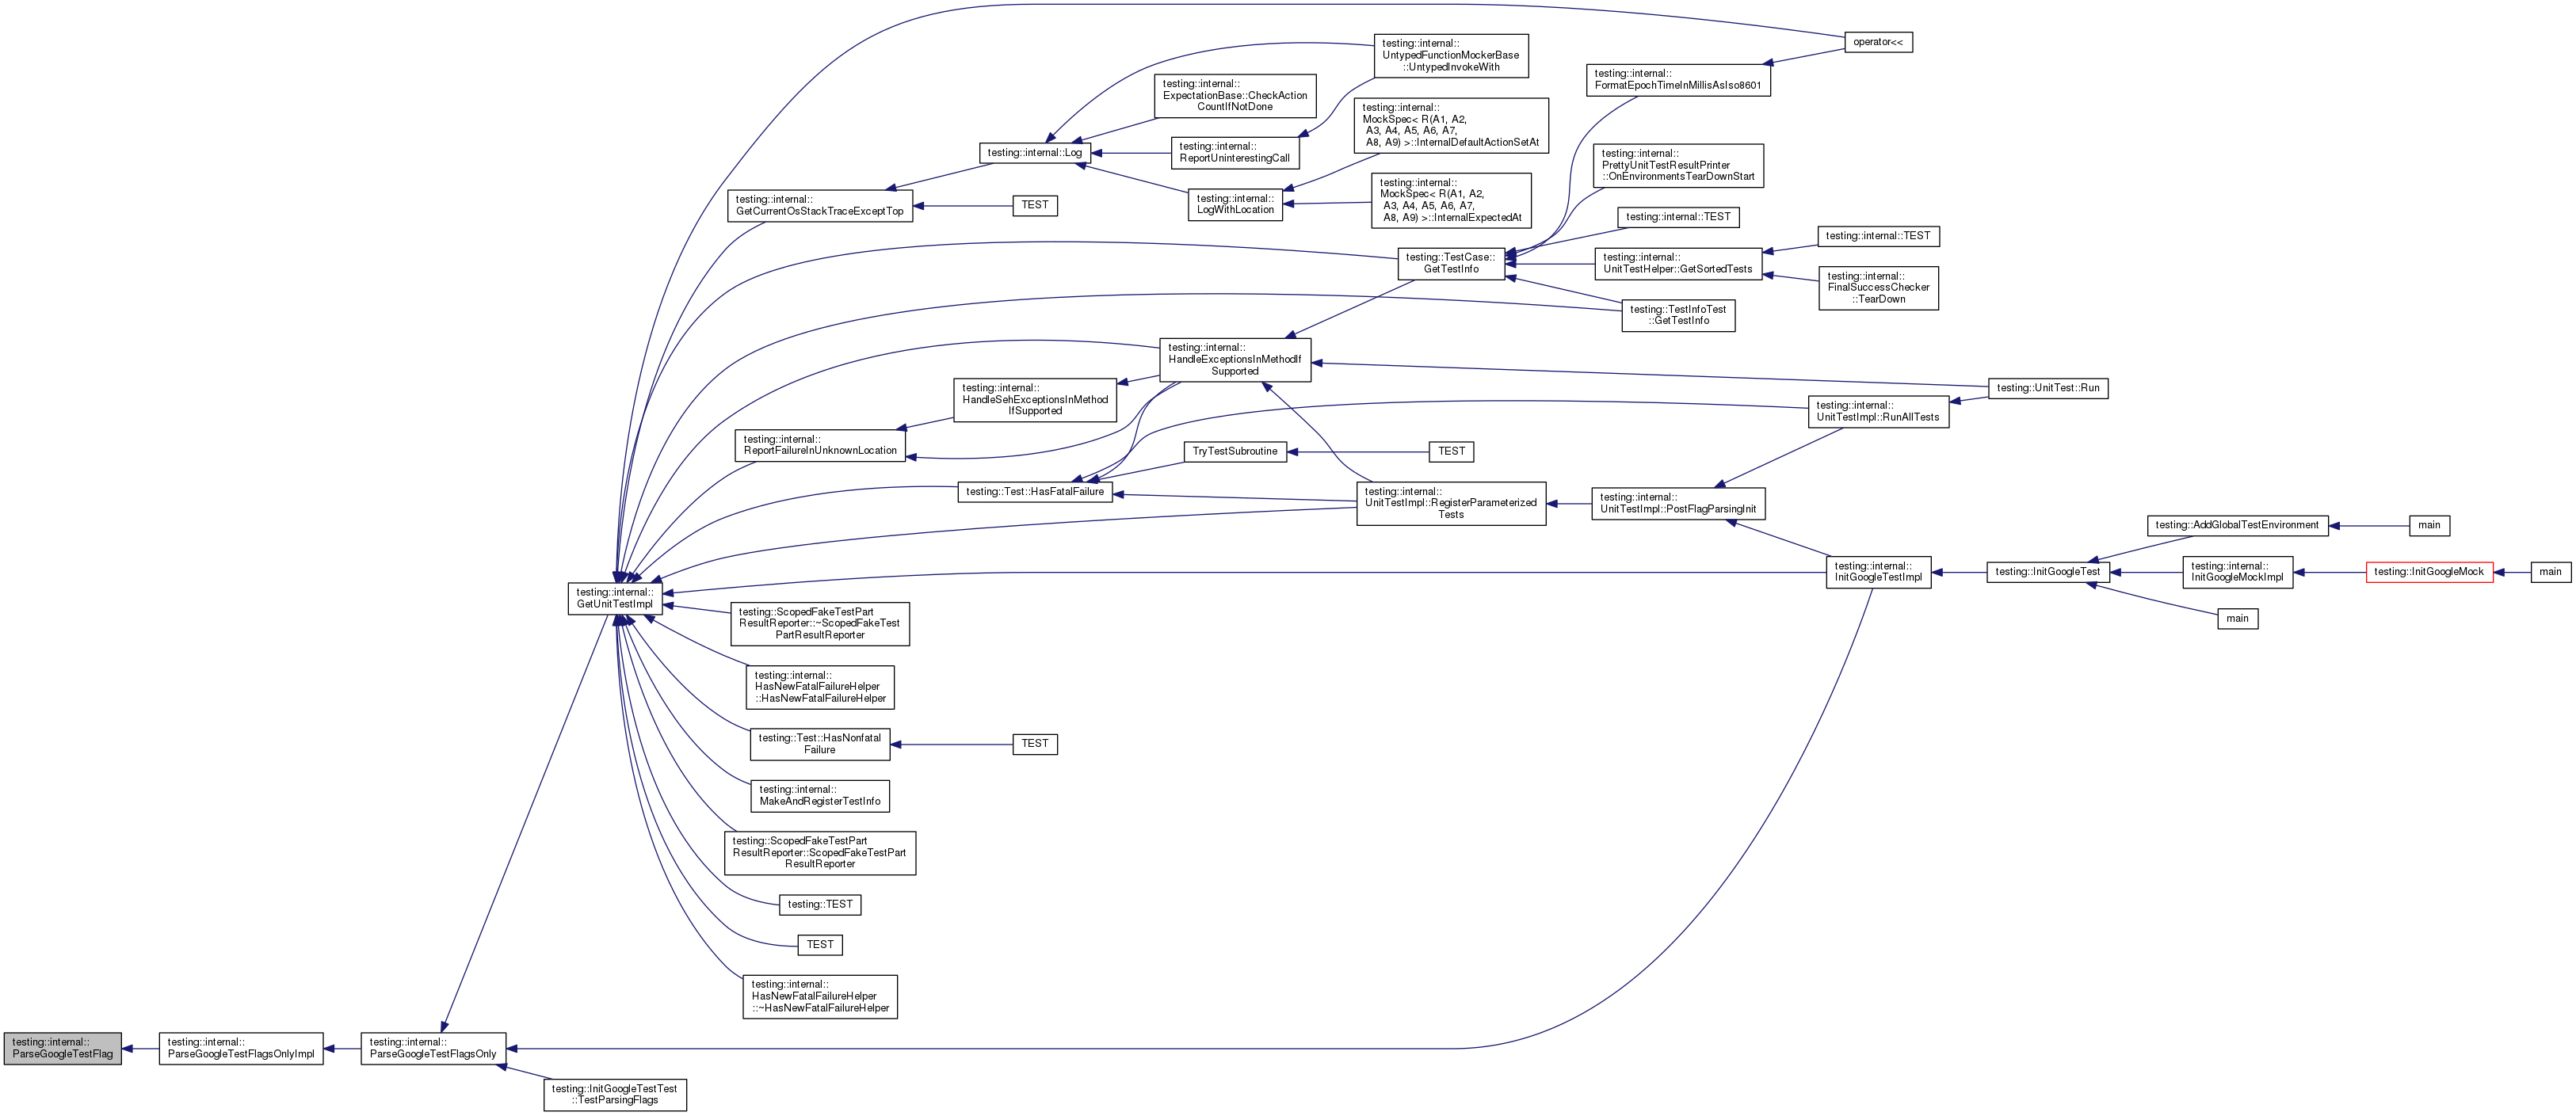 operator<<
testing::internal::
UntypedFunctionMockerBase
::UntypedInvokeWith
testing::internal::
FormatEpochTimeInMillisAsIso8601
testing::internal::
ExpectationBase::CheckAction
CountIfNotDone
testing::internal::
MockSpec< R(A1, A2,
A3, A4, A5, A6, A7,
A8, A9) >::InternalDefaultActionSetAt
testing::internal::Log
testing::internal::
ReportUninterestingCall
testing::internal::
PrettyUnitTestResultPrinter
::OnEnvironmentsTearDownStart
testing::internal::
GetCurrentOsStackTraceExceptTop
TEST
testing::internal::
LogWithLocation
testing::internal::
MockSpec< R(A1, A2,
A3, A4, A5, A6, A7,
A8, A9) >::InternalExpectedAt
testing::internal::TEST
testing::internal::TEST
testing::TestCase::
GetTestInfo
testing::internal::
UnitTestHelper::GetSortedTests
testing::internal::
FinalSuccessChecker
::TearDown
testing::TestInfoTest
::GetTestInfo
testing::internal::
HandleExceptionsInMethodIf
Supported
testing::internal::
HandleSehExceptionsInMethod
IfSupported
testing::UnitTest::Run
testing::internal::
UnitTestImpl::RunAllTests
testing::internal::
ReportFailureInUnknownLocation
TryTestSubroutine
TEST
testing::Test::HasFatalFailure
testing::internal::
UnitTestImpl::RegisterParameterized
Tests
testing::internal::
UnitTestImpl::PostFlagParsingInit
testing::AddGlobalTestEnvironment
main
testing::internal::
InitGoogleTestImpl
testing::InitGoogleTest
testing::internal::
InitGoogleMockImpl
testing::InitGoogleMock
main
main
testing::internal::
GetUnitTestImpl
testing::ScopedFakeTestPart
ResultReporter::~ScopedFakeTest
PartResultReporter
testing::internal::
HasNewFatalFailureHelper
::HasNewFatalFailureHelper
testing::Test::HasNonfatal
Failure
TEST
testing::internal::
MakeAndRegisterTestInfo
testing::ScopedFakeTestPart
ResultReporter::ScopedFakeTestPart
ResultReporter
testing::TEST
TEST
testing::internal::
HasNewFatalFailureHelper
::~HasNewFatalFailureHelper
testing::internal::
ParseGoogleTestFlag
testing::internal::
ParseGoogleTestFlagsOnlyImpl
testing::internal::
ParseGoogleTestFlagsOnly
testing::InitGoogleTestTest
::TestParsingFlags